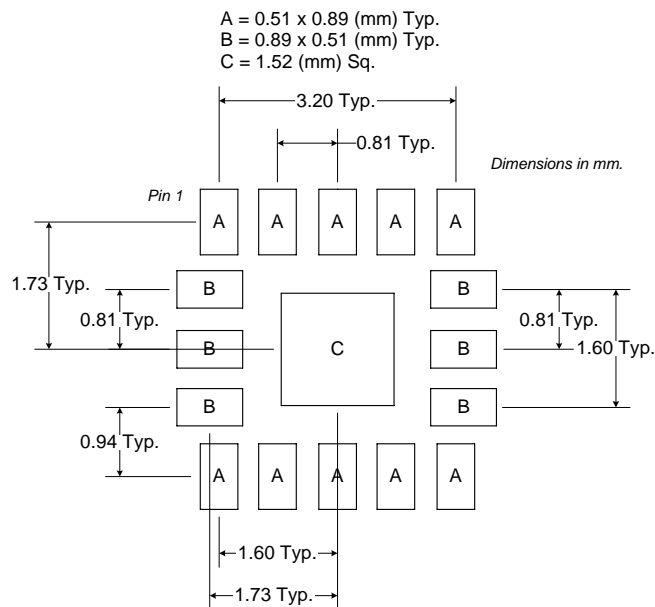 A = 0.51 x 0.89 (mm) Typ.
B = 0.89 x 0.51 (mm) Typ.
C = 1.52 (mm) Sq.
3.20 Typ.
0.81 Typ.
Dimensions in mm.
Pin 1
A A A A A
1.73 Typ.
B B
0.81 Typ. 0.81 Typ.
B C B
1.60 Typ.
B B
0.94 Typ.
A A A A A
1.60 Typ.
1.73 Typ.